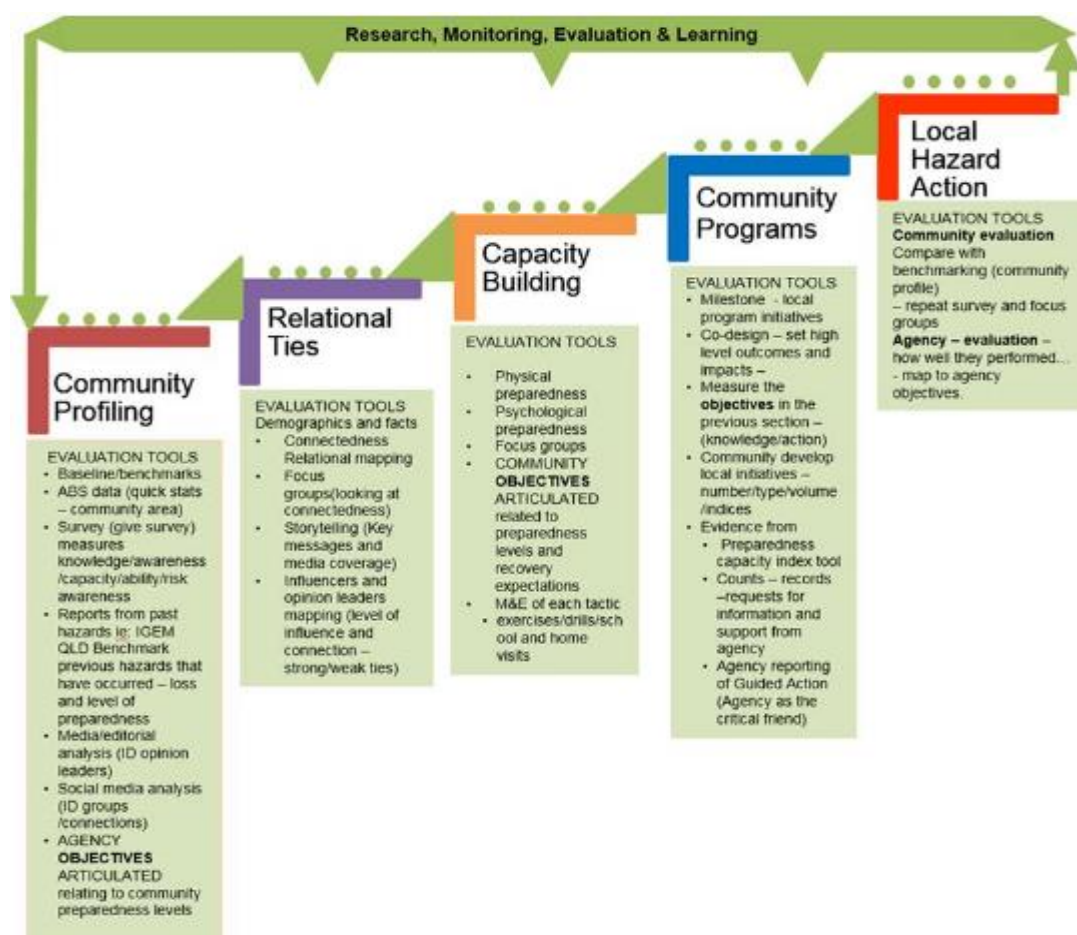 Research, Monitoring, Evaluation & Learning
Community
Profiling
EVALUATION TOOLS
• Baseline/benchmarks
• ABS data (quick stats
– community area)
• Survey (give survey)
measures
knowledge/awareness
/capacity/ability/risk
awareness
• Reports from past
hazards ie: IGEM
QLD Benchmark
previous hazards that
have occurred – loss
and level of
preparedness
• Media/editorial
analysis (ID opinion
leaders)
• Social media analysis
(ID groups
/connections)
• AGENCY
OBJECTIVES
ARTICULATED
relating to community
preparedness levels
Relational
Ties
EVALUATION TOOLS
Demographics and facts
• Connectedness
Relational mapping
• Focus
groups(looking at
connectedness)
• Storytelling (Key
messages and
media coverage)
• Influencers and
opinion leaders
mapping (level of
influence and
connection –
strong/weak ties)
Capacity
Building
EVALUATION TOOLS
• Physical
preparedness
• Psychological
preparedness
• Focus groups
• COMMUNITY
OBJECTIVES
ARTICULATED
related to
preparedness
levels and
recovery
expectations
• M&E of each tactic
• exercises/drills/sch
ool and home
visits
Community
Programs
EVALUATION TOOLS
• Milestone - local
program initiatives
• Co-design – set high
level outcomes and
impacts –
• Measure the
objectives in the
previous section –
(knowledge/action)
• Community develop
local initiatives –
number/type/volume
/indices
• Evidence from
• Preparedness
capacity index tool
• Counts – records
–requests for
information and
support from
agency
• Agency reporting
of Guided Action
(Agency as the
critical friend)
Local
Hazard
Action
EVALUATION TOOLS
Community evaluation
Compare with
benchmarking (community
profile)
– repeat survey and focus
groups
Agency – evaluation –
how well they performed...
- map to agency
objectives.